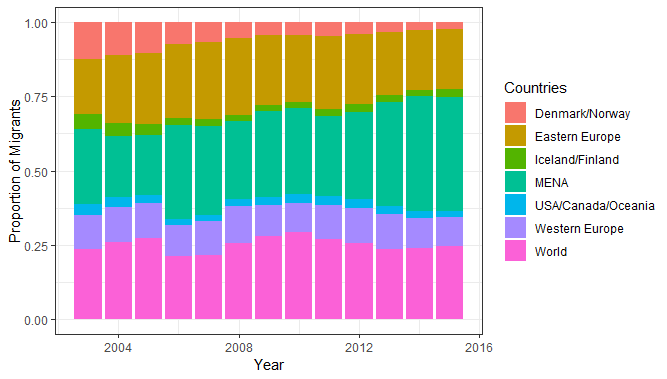 1.00
0.75
0.50
0.25
0.00
Proportion of Migrants
2004
2008
2012
2016
Year
Countries
Denmark/Norway
Eastern Europe
Iceland/Finland
MENA
USA/Canada/Oceania
Western Europe
World